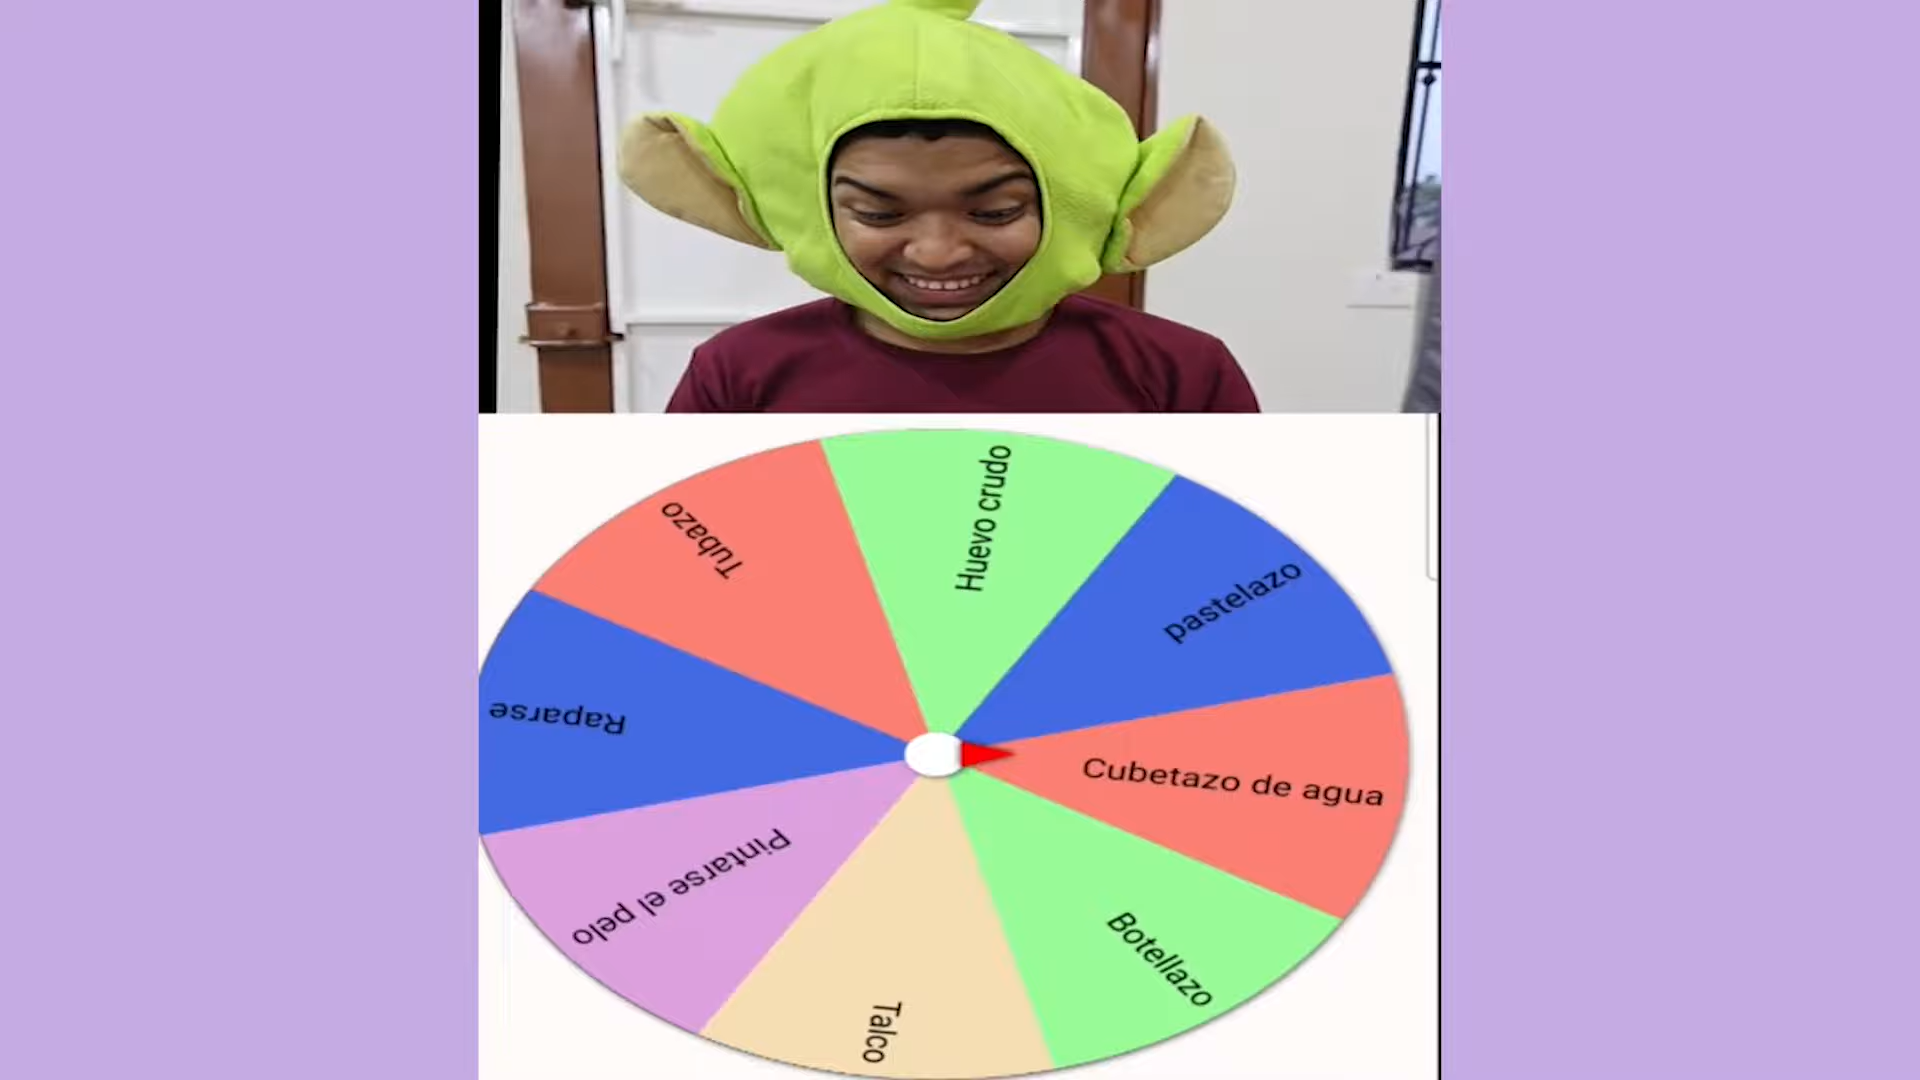 Huevo crudo
pastelazo
Cubetazo de agua
Botellazo
Talco
Pintarse el pelo
Raparse
Tubazo